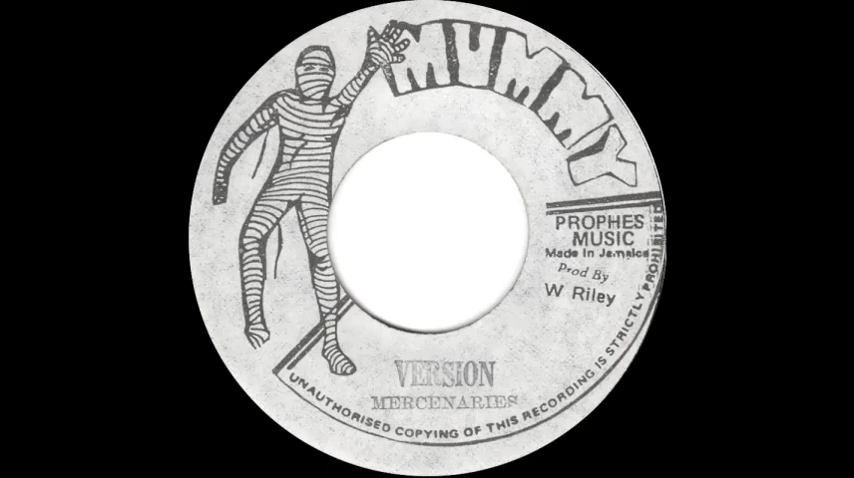 MUMMY
PROPHES
MUSIC
Made In Jamaica
Prod By
W Riley
VERSION
MERCENARIES
UNAUTHORISED COPYING OF THIS RECORDING IS STRICTLY PROHIBITED